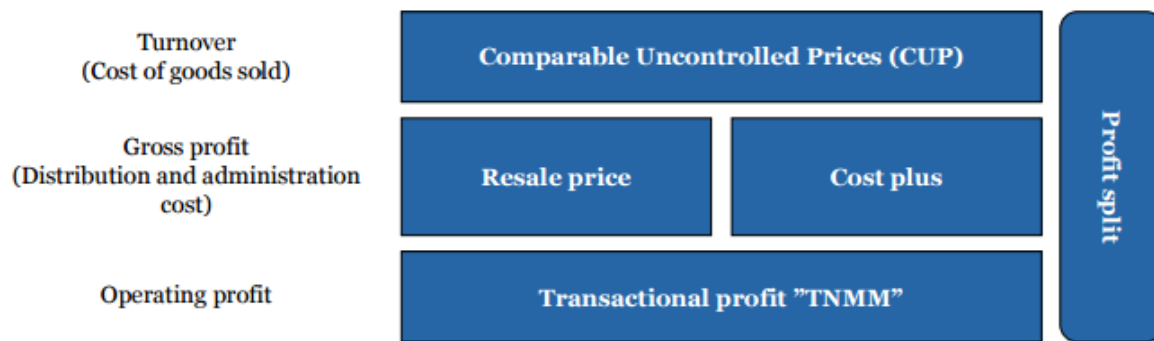 Turnover
(Cost of goods sold)
Comparable Uncontrolled Prices (CUP)
Gross profit
(Distribution and administration
cost)
Resale price
Cost plus
Operating profit
Transactional profit ”TNMM”
Profit split